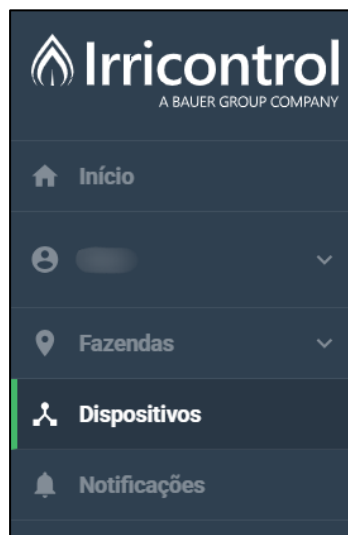 Irricontrol
A BAUER GROUP COMPANY
Início
Fazendas
Dispositivos
Notificações